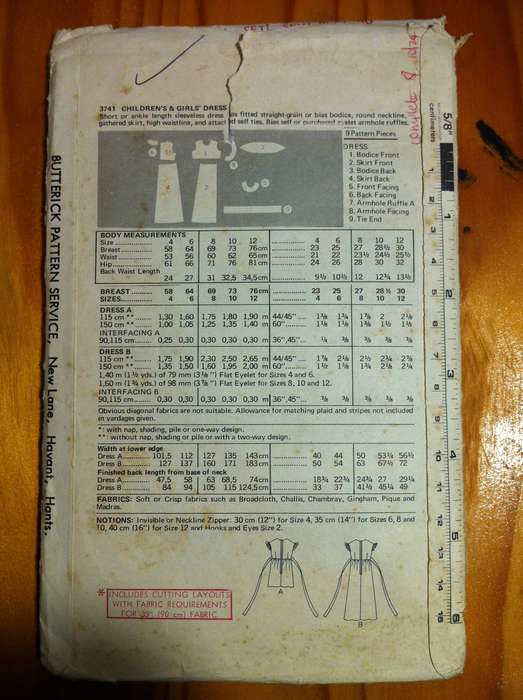 3741 CHILDREN'S & GIRLS' DRESS
Short or ankle length sleeveless dress has fitted straight-grain or bias bodice, round neckline,
gathered skirt, high waistline, and attached self ties. Bias self or purchased eyelet armhole ruffles.
9 Pattern Pieces
DRESS
1. Bodice Front
2. Skirt Front
3. Bodice Back
4. Skirt Back
5. Front Facing
6. Back Facing
7. Armhole Ruffle A
8. Armhole Facing
9. Tie End
BODY MEASUREMENTS
Size 4 6 8 10 12 4 6 8 10 12
Breast 58 64 69 73 76cm 23 25 27 28½ 30
Waist 53 56 60 62 65cm 21 22 23½ 24½ 25½
Hip 61 66 71 76 81cm 24 26 28 30 32
Back Waist Length
24 27 31 32,5 34,5cm 9½ 10½ 12 12¾ 13½
BREAST 58 64 69 73 76cm 23 25 27 28½ 30
SIZES 4 6 8 10 12 4 6 8 10 12
DRESS A
115 cm ** 1,30 1,60 1,75 1,80 1,90 m 44/45" 1⅜ 1¾ 1⅞ 2 2⅛
150 cm ** 1,00 1,05 1,25 1,35 1,40 m 60" 1⅛ 1⅛ 1⅜ 1½ 1½
INTERFACING A
90,115 cm 0,25 0,30 0,30 0,30 0,30 m 36",45" ¼ ⅜ ⅜ ⅜ ⅜
DRESS B
115 cm ** 1,75 1,90 2,30 2,50 2,65 m 44/45" 1⅞ 2⅛ 2½ 2¾ 2⅞
150 cm ** 1,35 1,50 1,60 1,95 2,00 m 60" 1½ 1⅝ 1¾ 2⅛ 2¼
1,40 m (1½ yds.) of 79 mm (3⅛") Flat Eyelet for Sizes 4 and 6.
1,60 m (1¾ yds.) of 98 mm (3⅞") Flat Eyelet for Sizes 8, 10 and 12.
INTERFACING B
90,115 cm 0,30 0,30 0,30 0,30 0,30 m 36",45" ⅜ ⅜ ⅜ ⅜ ⅜
Obvious diagonal fabrics are not suitable. Allowance for matching plaid and stripes not included
in yardages given.
*: with nap, shading, pile or one-way design.
**: without nap, shading or pile or with a two-way design.
Width at lower edge
Dress A 101,5 112 127 135 143cm 40 44 50 53¼ 56½
Dress B 127 137 160 171 183cm 50 54 63 67½ 72
Finished back length from base of neck
Dress A 47,5 58 63 68,5 74cm 18¾ 22¾ 24¾ 27 29¼
Dress B 84 94 105 115 124,5cm 33 37 41½ 45¼ 49
FABRICS: Soft or Crisp fabrics such as Broadcloth, Challis, Chambray, Gingham, Pique and
Madras.
NOTIONS: Invisible or Neckline Zipper: 30 cm (12") for Size 4, 35 cm (14") for Sizes 6, 8 and
10, 40 cm (16") for Size 12 and Hooks and Eyes Size 2.
A
B
* INCLUDES CUTTING LAYOUTS
WITH FABRIC REQUIREMENTS
FOR 35" (90 cm) FABRIC
BUTTERICK PATTERN SERVICE, New Lane, Havant, Hants.
complete
5/8"
centimeters
1
2
3
4
5
6